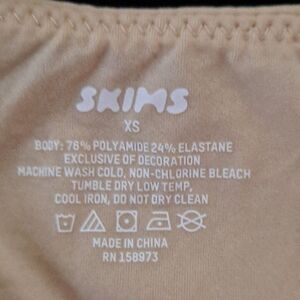 SKIMS
XS
BODY: 76% POLYAMIDE 24% ELASTANE
EXCLUSIVE OF DECORATION
MACHINE WASH COLD, NON-CHLORINE BLEACH
TUMBLE DRY LOW TEMP,
COOL IRON, DO NOT DRY CLEAN
MADE IN CHINA
RN 158973